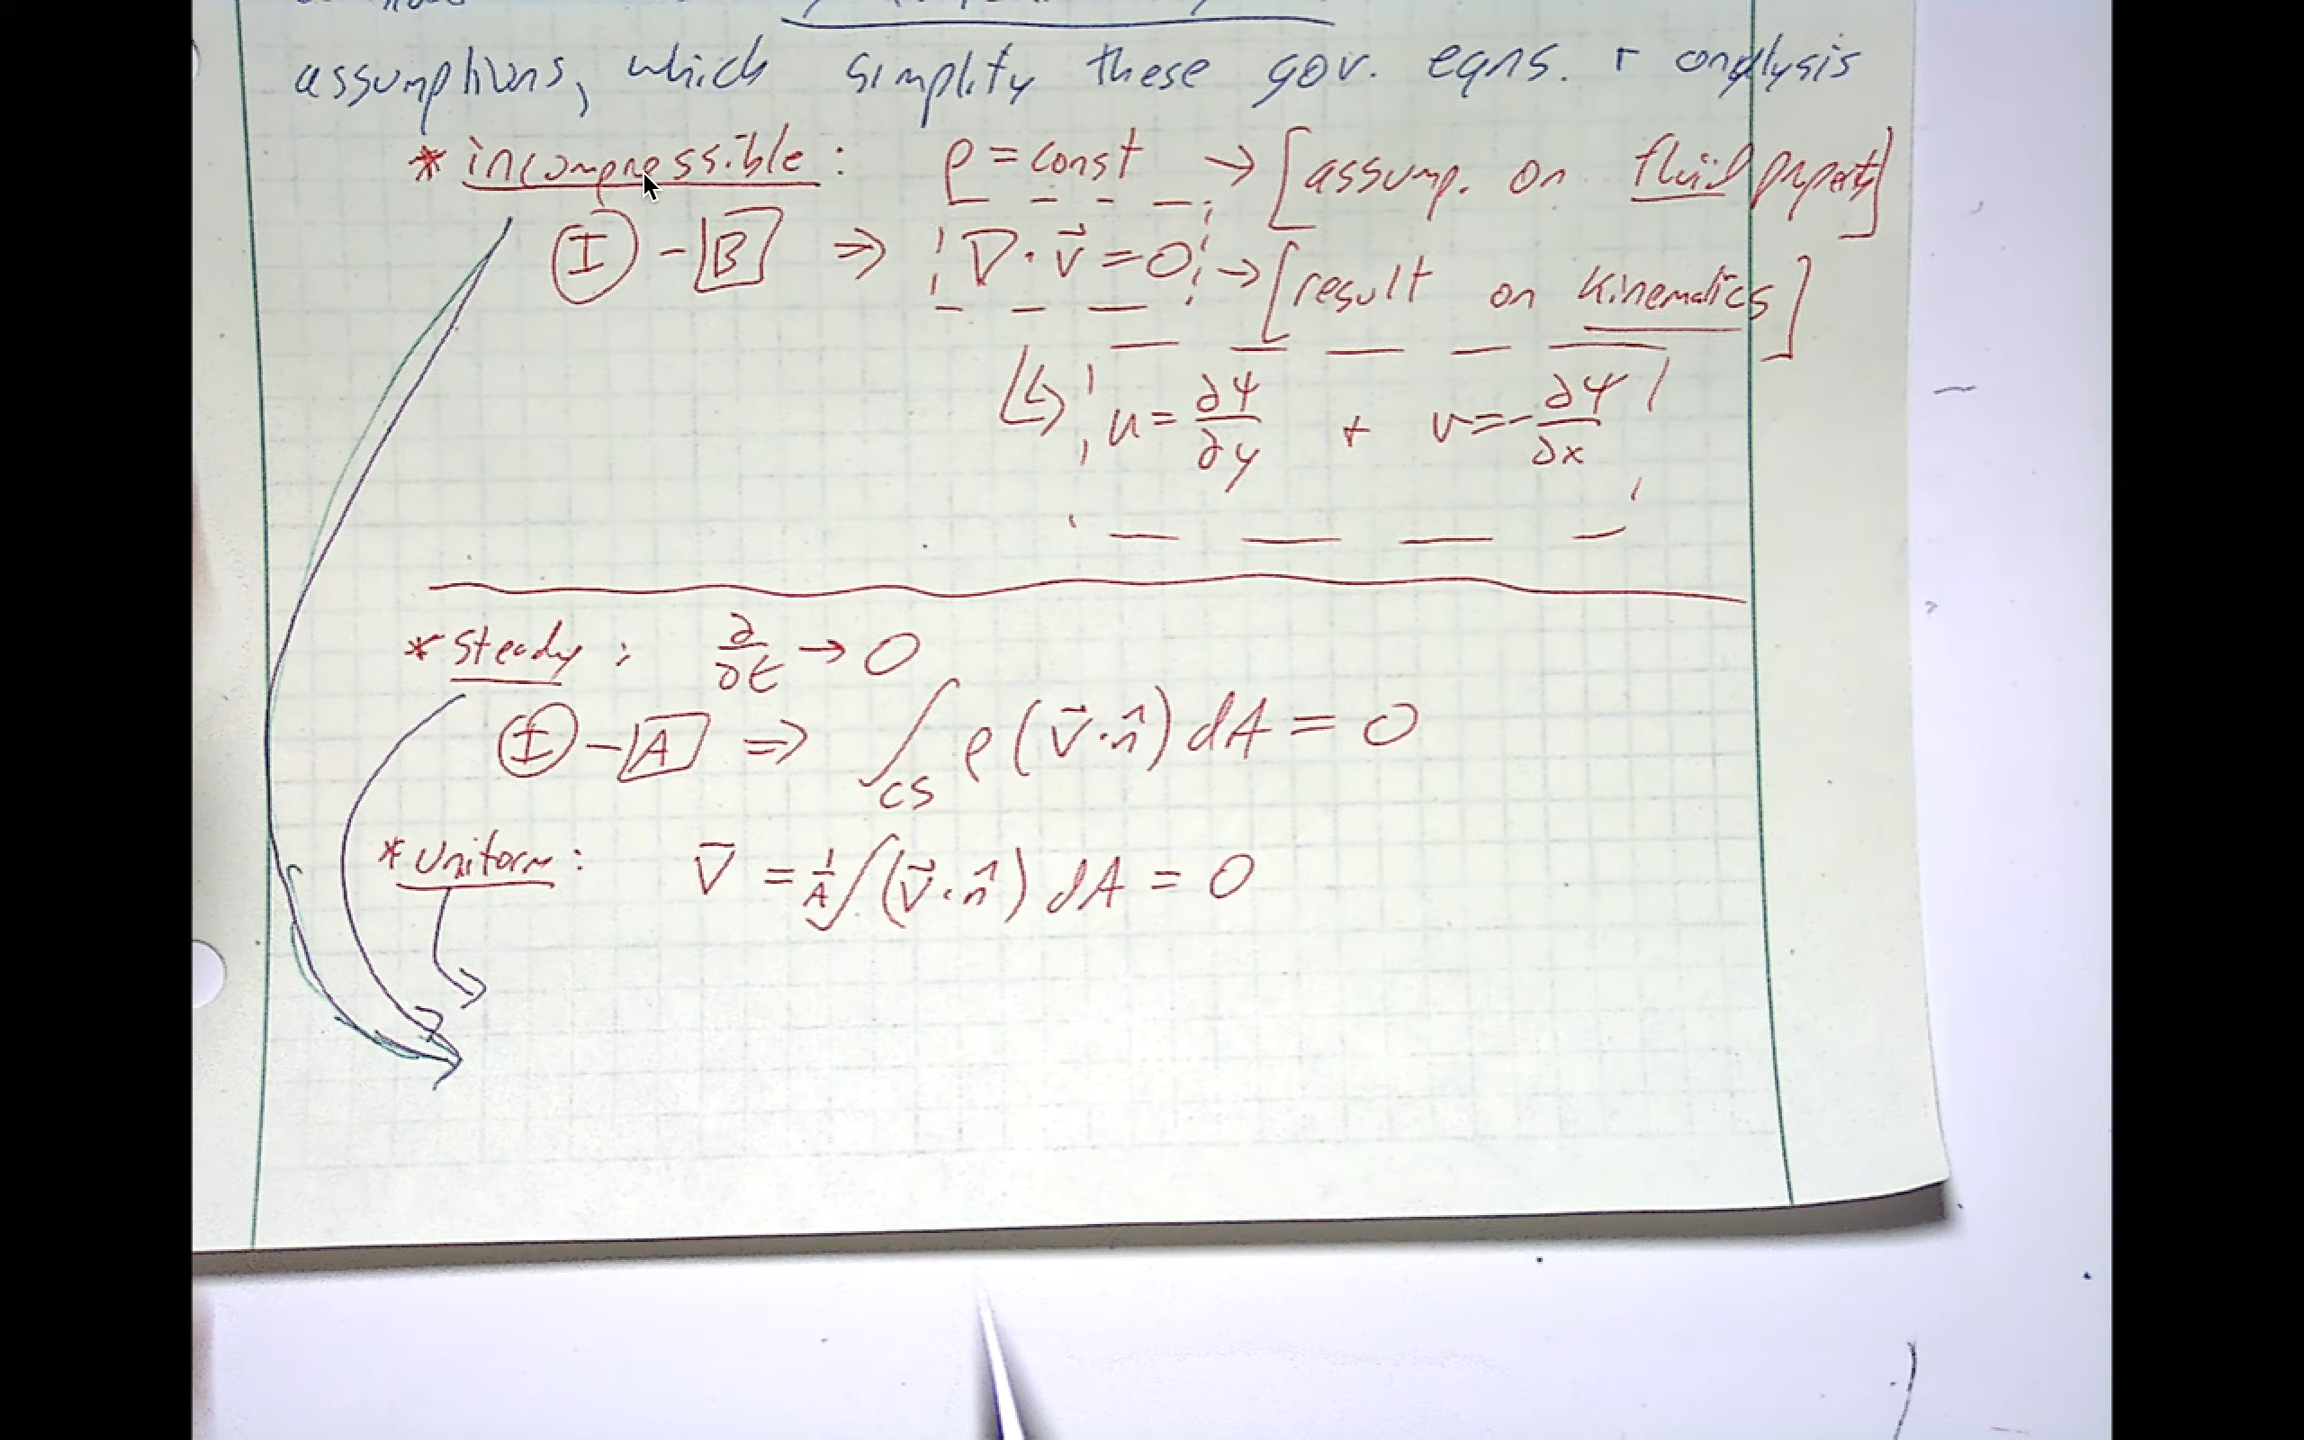 assumptions, which simplify these gov. eqns. + analysis
* incompressible: ρ = const → [assump. on fluid property]
Ⓘ - [B] ⇒ ∇·v⃗ = 0 → [result on kinematics]
↳ u = ∂ψ/∂y + v = -∂ψ/∂x
* steady: ∂/∂t → 0
Ⓘ - [A] ⇒ ∫_CS ρ(v⃗·n̂) dA = 0
* uniform: V̄ = 1/A ∫(v⃗·n̂) dA = 0